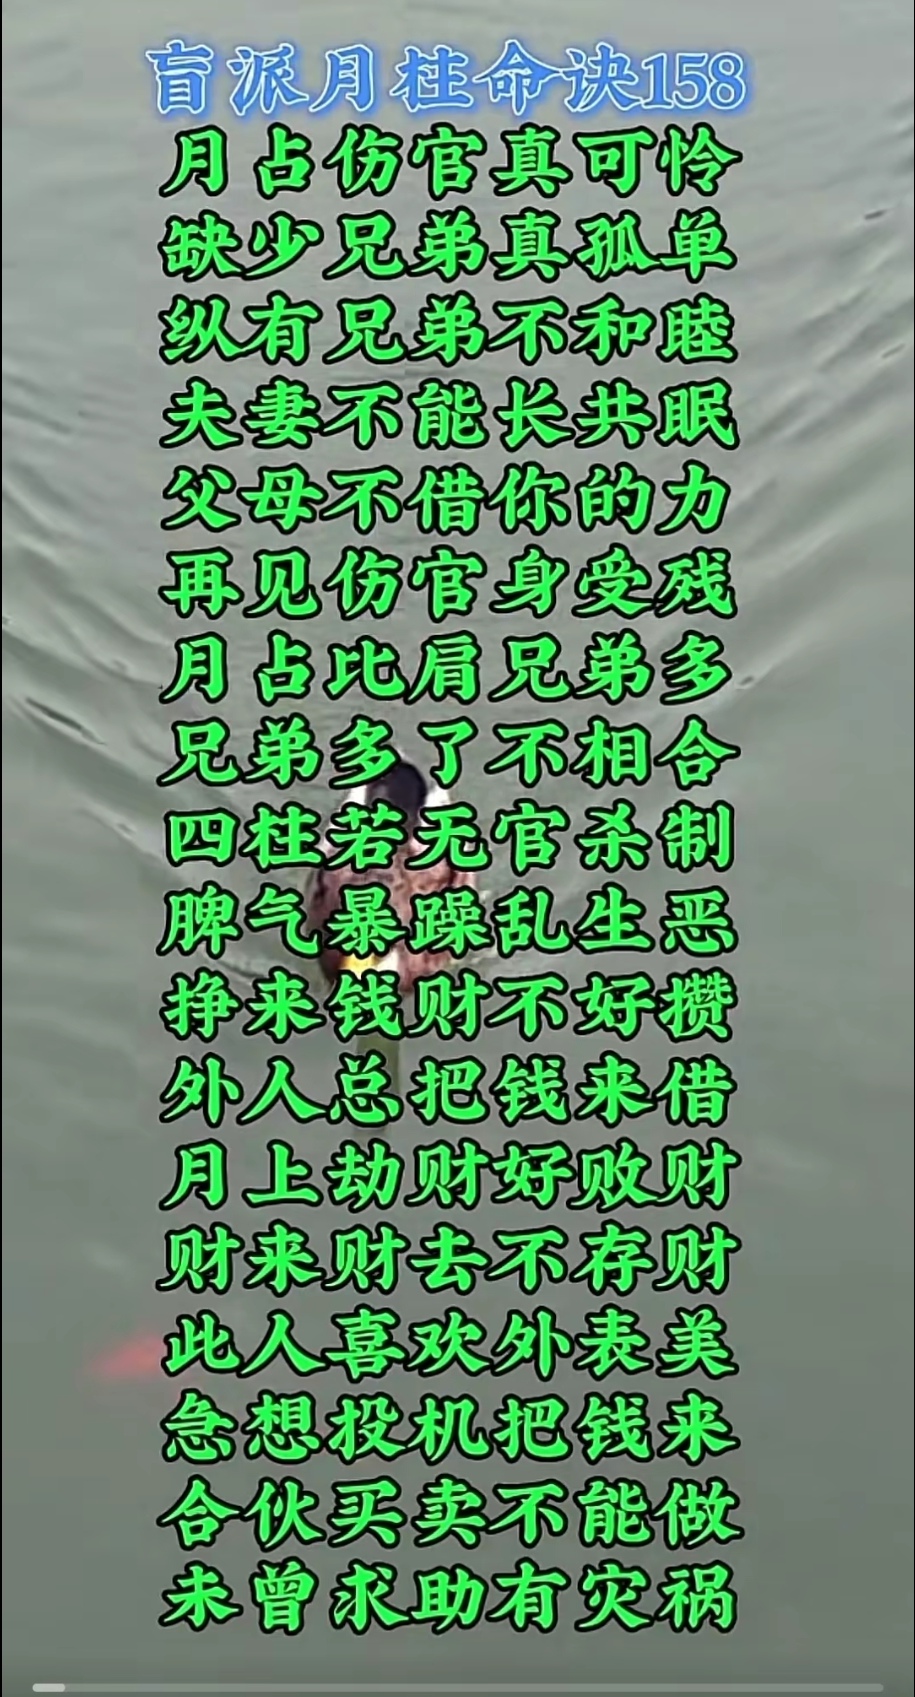 盲派月柱命诀158
月占伤官真可怜
缺少兄弟真孤单
纵有兄弟不和睦
夫妻不能长共眠
父母不借你的力
再见伤官身受残
月占比肩兄弟多
兄弟多了不相合
四柱若无官杀制
脾气暴躁乱生恶
挣来钱财不好攒
外人总把钱来借
月上劫财好败财
财来财去不存财
此人喜欢外表美
急想投机把钱来
合伙买卖不能做
未曾求助有灾祸